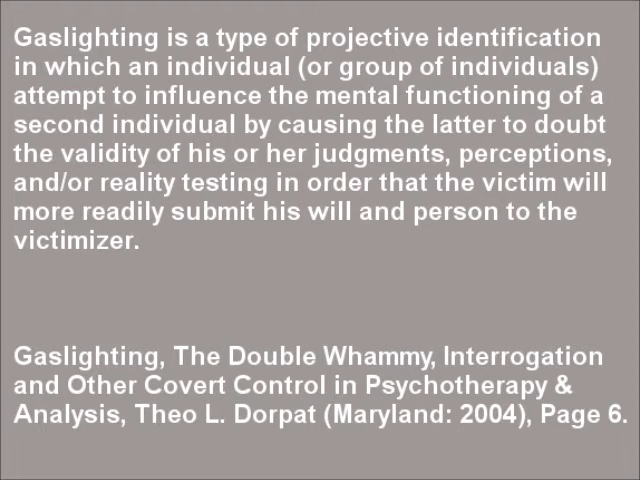 Gaslighting is a type of projective identification
in which an individual (or group of individuals)
attempt to influence the mental functioning of a
second individual by causing the latter to doubt
the validity of his or her judgments, perceptions,
and/or reality testing in order that the victim will
more readily submit his will and person to the
victimizer.
Gaslighting, The Double Whammy, Interrogation
and Other Covert Control in Psychotherapy &
Analysis, Theo L. Dorpat (Maryland: 2004), Page 6.